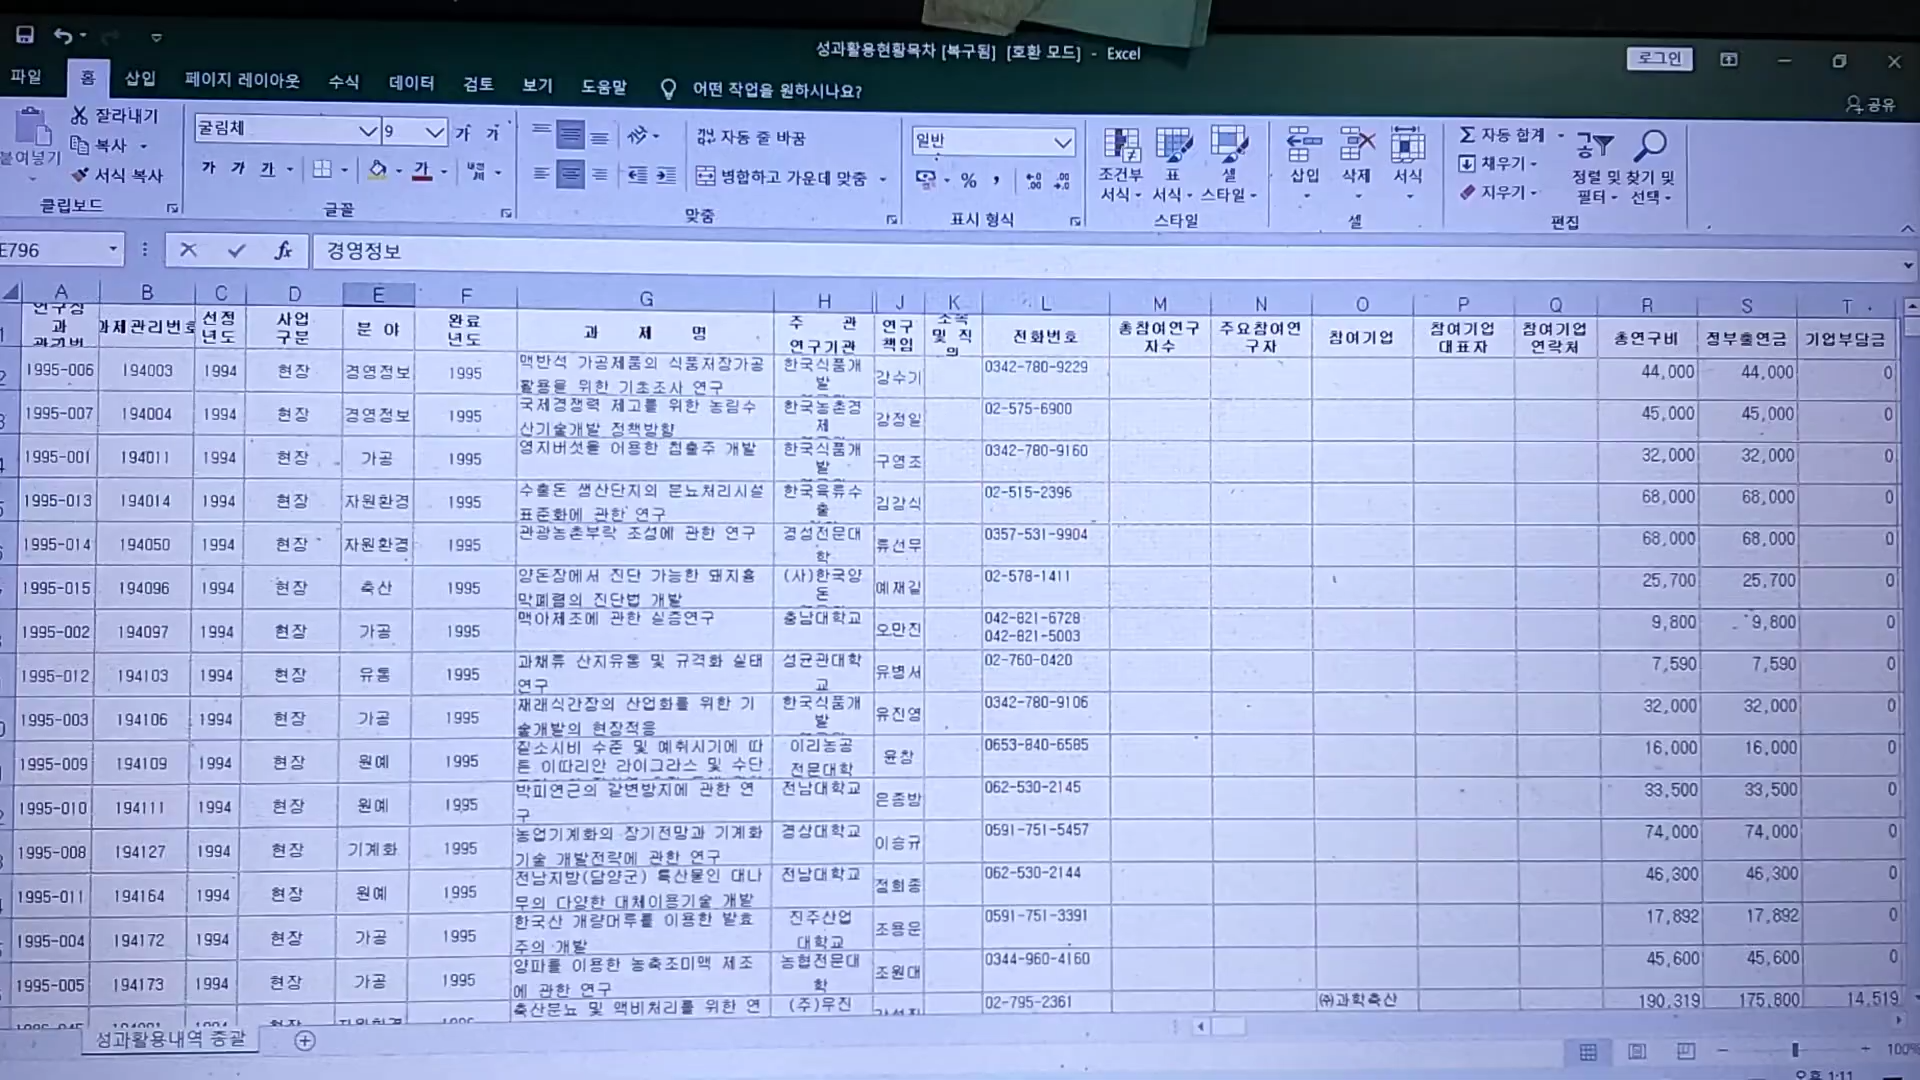 성과활용현황목차 [복구됨] [호환 모드] - Excel
로그인
파일 홈 삽입 페이지 레이아웃 수식 데이터 검토 보기 도움말 어떤 작업을 원하시나요? 공유
잘라내기
복사
서식 복사
붙여넣기
클립보드
굴림체 9
글꼴
자동 줄 바꿈
병합하고 가운데 맞춤
맞춤
일반
표시 형식
조건부 서식 표 서식 셀 스타일
스타일
삽입 삭제 서식
셀
자동 합계
채우기
지우기
정렬 및 필터 찾기 및 선택
편집
E796 fx 경영정보
A B C D E F G H J K L M N O P Q R S T
과제관리번호 선정년도 사업구분 분 야 완료년도 과 제 명 주 관 연구기관 연구책임 소속 및 직위 전화번호 총참여연구자수 주요참여연구자 참여기업 참여기업대표자 참여기업연락처 총연구비 정부출연금 기업부담금
1995-006 194003 1994 현장 경영정보 1995 맥반석 가공제품의 식품저장가공 활용을 위한 기초조사 연구 한국식품개발 강수기 0342-780-9229 44,000 44,000 0
1995-007 194004 1994 현장 경영정보 1995 국제경쟁력 제고를 위한 농림수산기술개발 정책방향 한국농촌경제 강정일 02-575-6900 45,000 45,000 0
1995-001 194011 1994 현장 가공 1995 영지버섯을 이용한 침출주 개발 한국식품개발 구영조 0342-780-9160 32,000 32,000 0
1995-013 194014 1994 현장 자원환경 1995 수출돈 생산단지의 분뇨처리시설 표준화에 관한 연구 한국육류수출 김강식 02-515-2396 68,000 68,000 0
1995-014 194050 1994 현장 자원환경 1995 관광농촌부락 조성에 관한 연구 경성전문대학 류선무 0357-531-9904 68,000 68,000 0
1995-015 194096 1994 현장 축산 1995 양돈장에서 진단 가능한 돼지흉막폐렴의 진단법 개발 (사)한국양돈 예재길 02-578-1411 25,700 25,700 0
1995-002 194097 1994 현장 가공 1995 맥아제조에 관한 실증연구 충남대학교 오만진 042-821-6728 042-821-5003 9,800 9,800 0
1995-012 194103 1994 현장 유통 1995 과채류 산지유통 및 규격화 실태 연구 성균관대학교 유병서 02-760-0420 7,590 7,590 0
1995-003 194106 1994 현장 가공 1995 재래식간장의 산업화를 위한 기술개발의 현장적응 한국식품개발 유진영 0342-780-9106 32,000 32,000 0
1995-009 194109 1994 현장 원예 1995 질소시비 수준 및 예취시기에 따른 이따리안 라이그라스 및 수단 이리농공전문대학 윤창 0653-840-6585 16,000 16,000 0
1995-010 194111 1994 현장 원예 1995 박피연근의 갈변방지에 관한 연구 전남대학교 은종방 062-530-2145 33,500 33,500 0
1995-008 194127 1994 현장 기계화 1995 농업기계화의 장기전망과 기계화 기술 개발전략에 관한 연구 경상대학교 이승규 0591-751-5457 74,000 74,000 0
1995-011 194164 1994 현장 원예 1995 전남지방(담양군) 특산물인 대나무의 다양한 대체이용기술 개발 전남대학교 정희종 062-530-2144 46,300 46,300 0
1995-004 194172 1994 현장 가공 1995 한국산 개량머루를 이용한 발효주의 개발 진주산업대학교 조용운 0591-751-3391 17,892 17,892 0
1995-005 194173 1994 현장 가공 1995 양파를 이용한 농축조미액 제조에 관한 연구 농협전문대학 조원대 0344-960-4160 45,600 45,600 0
축산분뇨 및 액비처리를 위한 연 (주)우진 02-795-2361 ㈜과학축산 190,319 175,800 14,519
성과활용내역 총괄
100%
오후 1:11